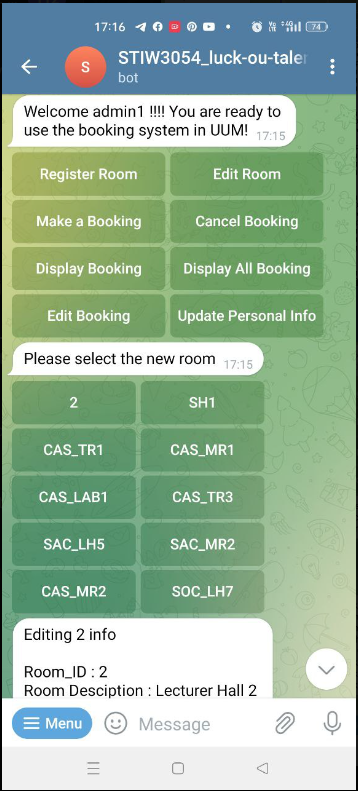 17:16
74
S
STIW3054_luck-ou-taler
bot
Welcome admin1 !!!! You are ready to
use the booking system in UUM! 17:15
Register Room Edit Room
Make a Booking Cancel Booking
Display Booking Display All Booking
Edit Booking Update Personal Info
Please select the new room 17:15
2 SH1
CAS_TR1 CAS_MR1
CAS_LAB1 CAS_TR3
SAC_LH5 SAC_MR2
CAS_MR2 SOC_LH7
Editing 2 info
Room_ID : 2
Room Desciption : Lecturer Hall 2
Menu Message